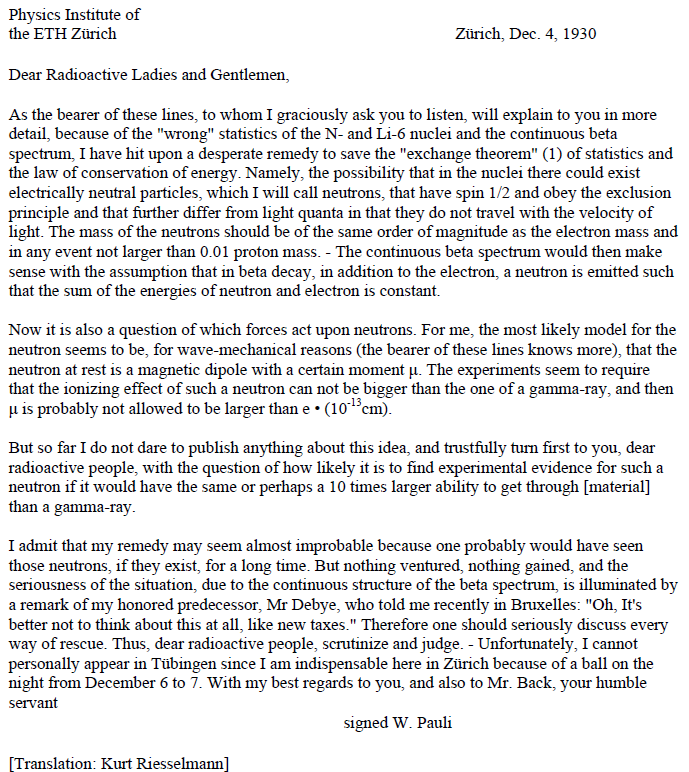 Physics Institute of
the ETH Zürich Zürich, Dec. 4, 1930
Dear Radioactive Ladies and Gentlemen,
As the bearer of these lines, to whom I graciously ask you to listen, will explain to you in more
detail, because of the "wrong" statistics of the N- and Li-6 nuclei and the continuous beta
spectrum, I have hit upon a desperate remedy to save the "exchange theorem" (1) of statistics and
the law of conservation of energy. Namely, the possibility that in the nuclei there could exist
electrically neutral particles, which I will call neutrons, that have spin 1/2 and obey the exclusion
principle and that further differ from light quanta in that they do not travel with the velocity of
light. The mass of the neutrons should be of the same order of magnitude as the electron mass and
in any event not larger than 0.01 proton mass. - The continuous beta spectrum would then make
sense with the assumption that in beta decay, in addition to the electron, a neutron is emitted such
that the sum of the energies of neutron and electron is constant.
Now it is also a question of which forces act upon neutrons. For me, the most likely model for the
neutron seems to be, for wave-mechanical reasons (the bearer of these lines knows more), that the
neutron at rest is a magnetic dipole with a certain moment μ. The experiments seem to require
that the ionizing effect of such a neutron can not be bigger than the one of a gamma-ray, and then
μ is probably not allowed to be larger than e • (10⁻¹³cm).
But so far I do not dare to publish anything about this idea, and trustfully turn first to you, dear
radioactive people, with the question of how likely it is to find experimental evidence for such a
neutron if it would have the same or perhaps a 10 times larger ability to get through [material]
than a gamma-ray.
I admit that my remedy may seem almost improbable because one probably would have seen
those neutrons, if they exist, for a long time. But nothing ventured, nothing gained, and the
seriousness of the situation, due to the continuous structure of the beta spectrum, is illuminated by
a remark of my honored predecessor, Mr Debye, who told me recently in Bruxelles: "Oh, It's
better not to think about this at all, like new taxes." Therefore one should seriously discuss every
way of rescue. Thus, dear radioactive people, scrutinize and judge. - Unfortunately, I cannot
personally appear in Tübingen since I am indispensable here in Zürich because of a ball on the
night from December 6 to 7. With my best regards to you, and also to Mr. Back, your humble
servant
signed W. Pauli
[Translation: Kurt Riesselmann]